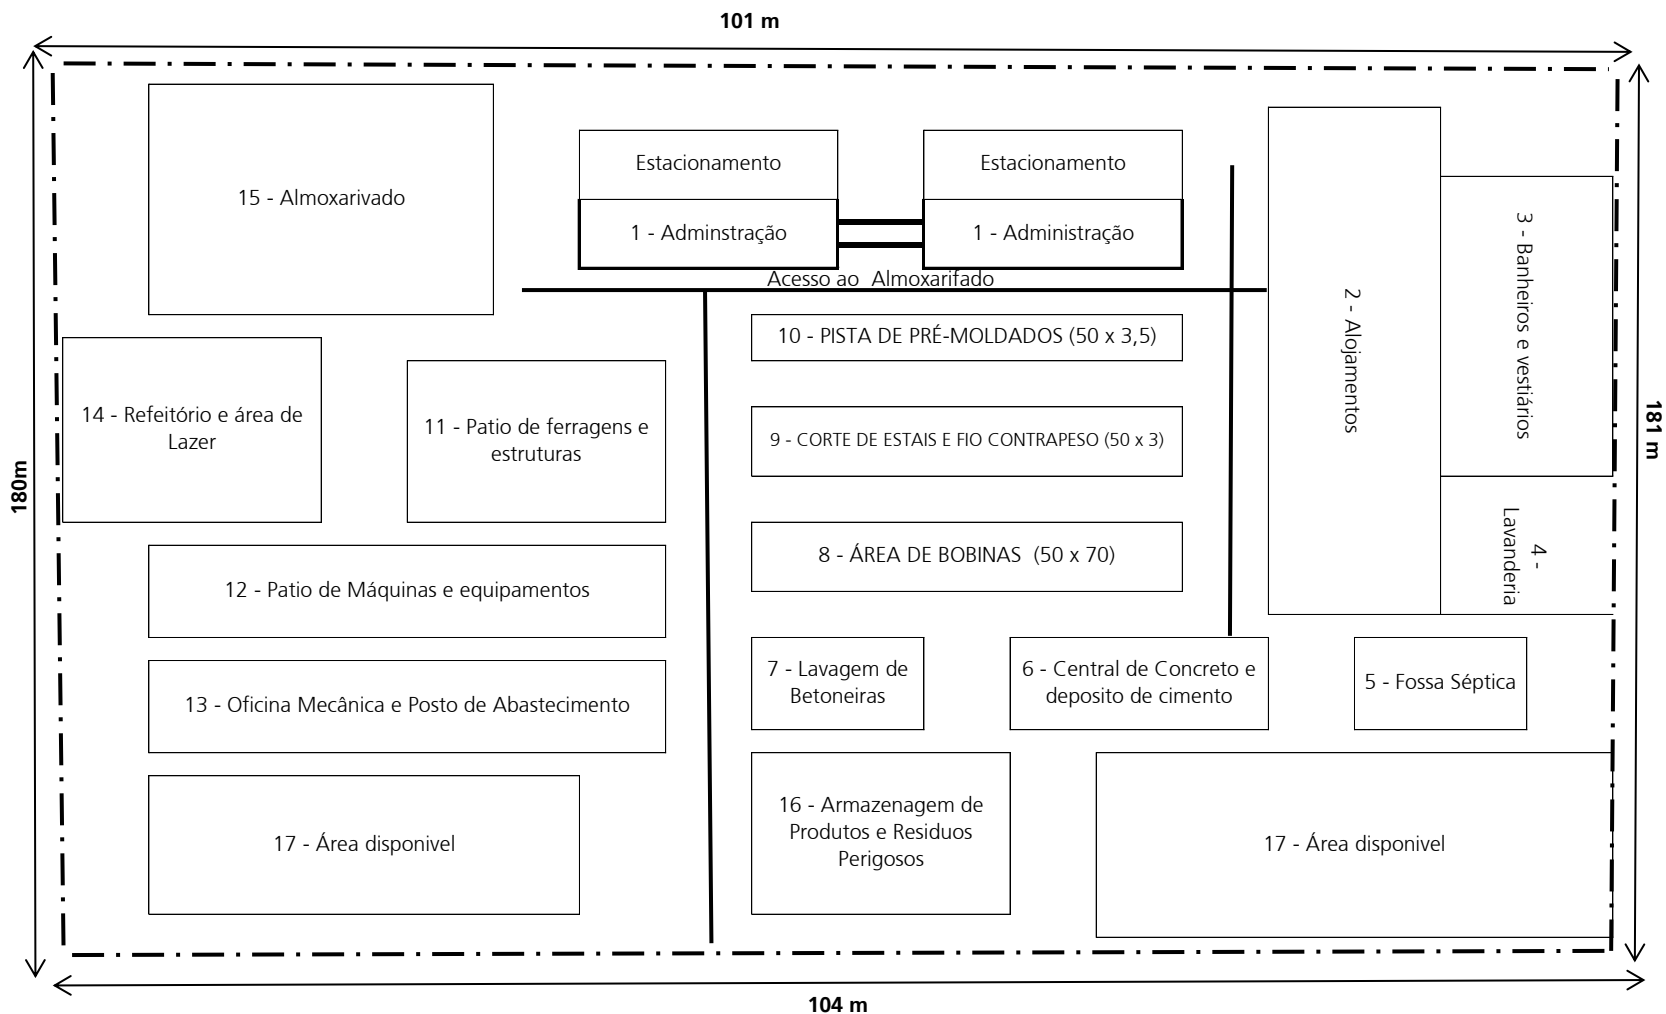 101 m
15 - Almoxarivado
Estacionamento
Estacionamento
1 - Adminstração
1 - Administração
Acesso ao  Almoxarifado
2 - Alojamentos
3 - Banheiros e vestiários
4 -
Lavanderia
10 - PISTA DE PRÉ-MOLDADOS (50 x 3,5)
14 - Refeitório e área de
Lazer
11 - Patio de ferragens e
estruturas
9 - CORTE DE ESTAIS E FIO CONTRAPESO (50 x 3)
180m
181 m
8 - ÁREA DE BOBINAS  (50 x 70)
12 - Patio de Máquinas e equipamentos
7 - Lavagem de
Betoneiras
6 - Central de Concreto e
deposito de cimento
5 - Fossa Séptica
13 - Oficina Mecânica e Posto de Abastecimento
16 - Armazenagem de
Produtos e Residuos
Perigosos
17 - Área disponivel
17 - Área disponivel
104 m